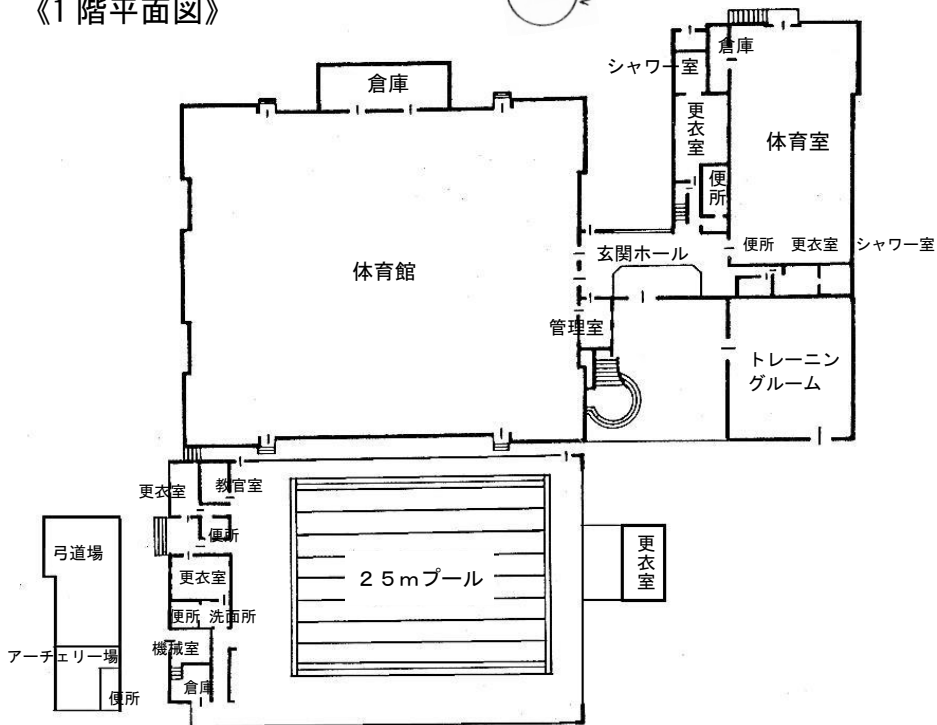 《1階平面図》
倉庫
シャワー室
倉庫
更
衣
室
体育室
便
所
玄関ホール
便所
更衣室
シャワー室
体育館
管理室
トレーニン
グルーム
更衣室
教官室
便所
弓道場
更衣室
25mプール
更
衣
室
便所
洗面所
機械室
アーチェリー場
倉庫
便所